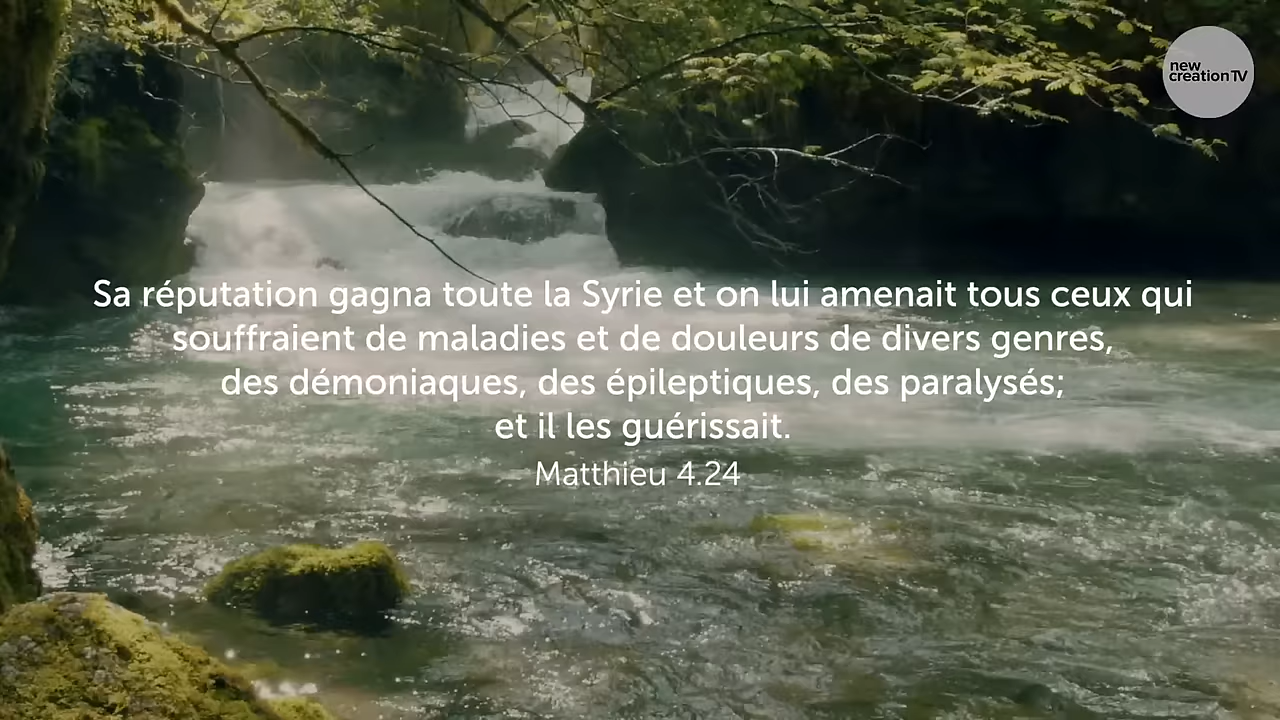 new
creation TV
Sa réputation gagna toute la Syrie et on lui amenait tous ceux qui
souffraient de maladies et de douleurs de divers genres,
des démoniaques, des épileptiques, des paralysés;
et il les guérissait.
Matthieu 4.24